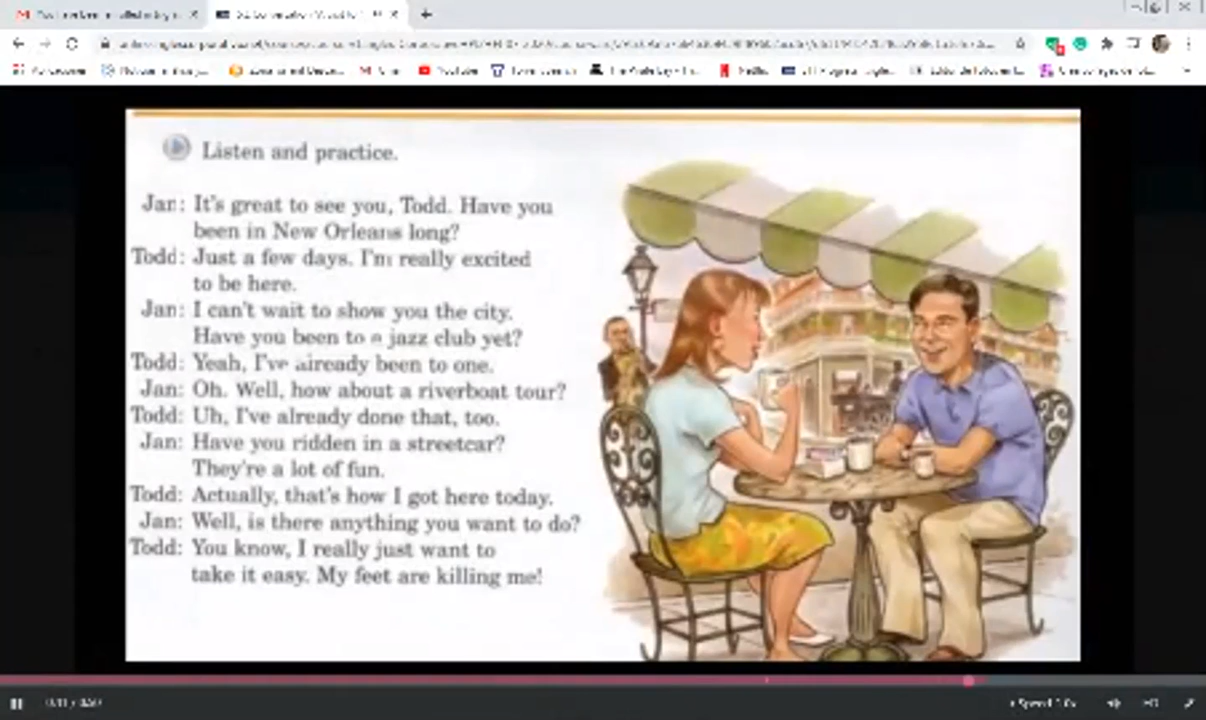 YouTube
Netflix
Listen and practice.
Jan: It's great to see you, Todd. Have you
been in New Orleans long?
Todd: Just a few days. I'm really excited
to be here.
Jan: I can't wait to show you the city.
Have you been to a jazz club yet?
Todd: Yeah, I've already been to one.
Jan: Oh. Well, how about a riverboat tour?
Todd: Uh, I've already done that, too.
Jan: Have you ridden in a streetcar?
They're a lot of fun.
Todd: Actually, that's how I got here today.
Jan: Well, is there anything you want to do?
Todd: You know, I really just want to
take it easy. My feet are killing me!
Speed 1.0x